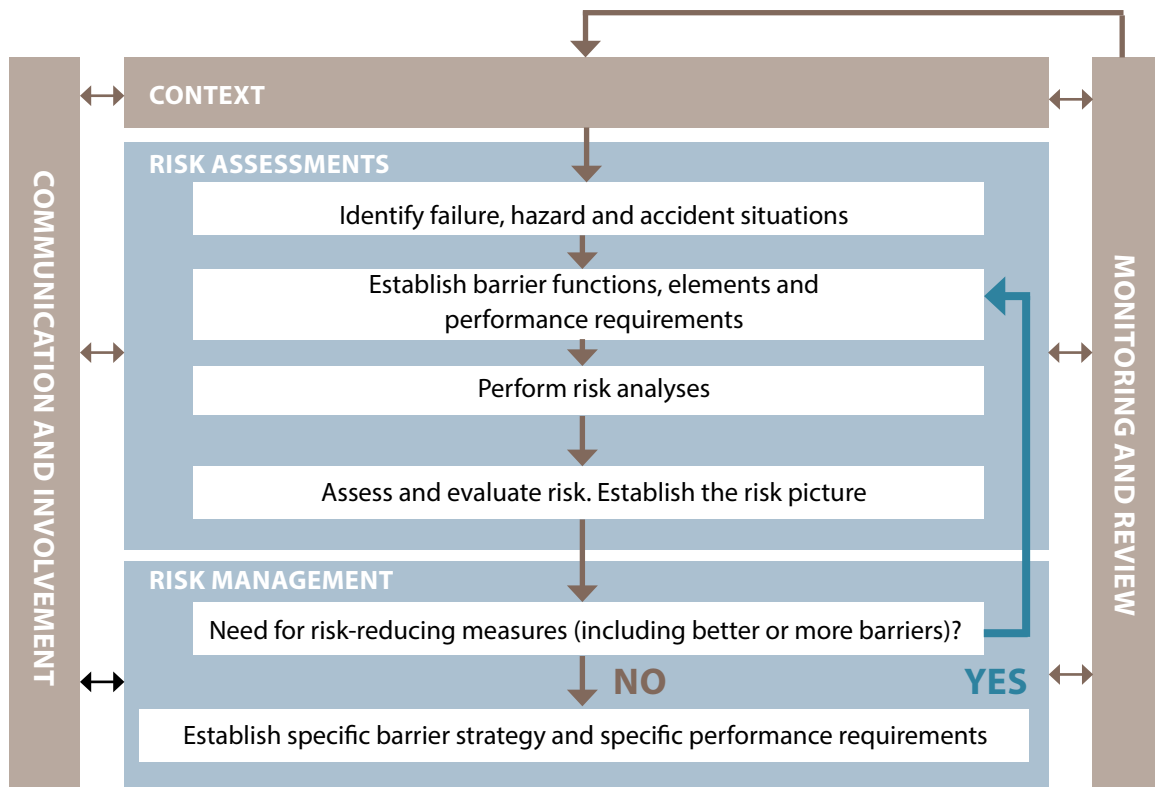 CONTEXT
COMMUNICATION AND INVOLVEMENT
RISK ASSESSMENTS
Identify failure, hazard and accident situations
Establish barrier functions, elements and
performance requirements
Perform risk analyses
Assess and evaluate risk. Establish the risk picture
MONITORING AND REVIEW
RISK MANAGEMENT
Need for risk-reducing measures (including better or more barriers)?
NO
YES
Establish specific barrier strategy and specific performance requirements